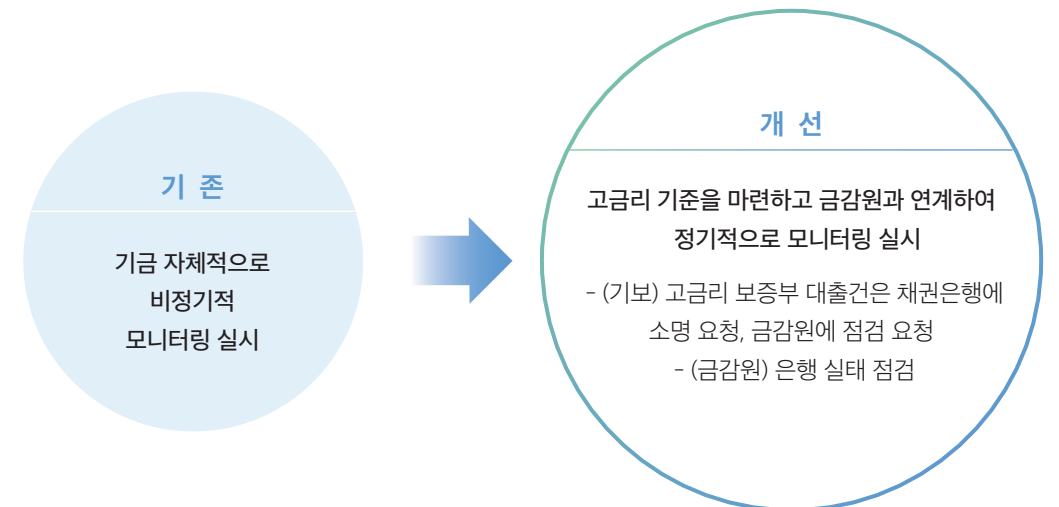 기 존
기금 자체적으로
비정기적
모니터링 실시
개 선
고금리 기준을 마련하고 금감원과 연계하여
정기적으로 모니터링 실시
- (기보) 고금리 보증부 대출건은 채권은행에
소명 요청, 금감원에 점검 요청
- (금감원) 은행 실태 점검